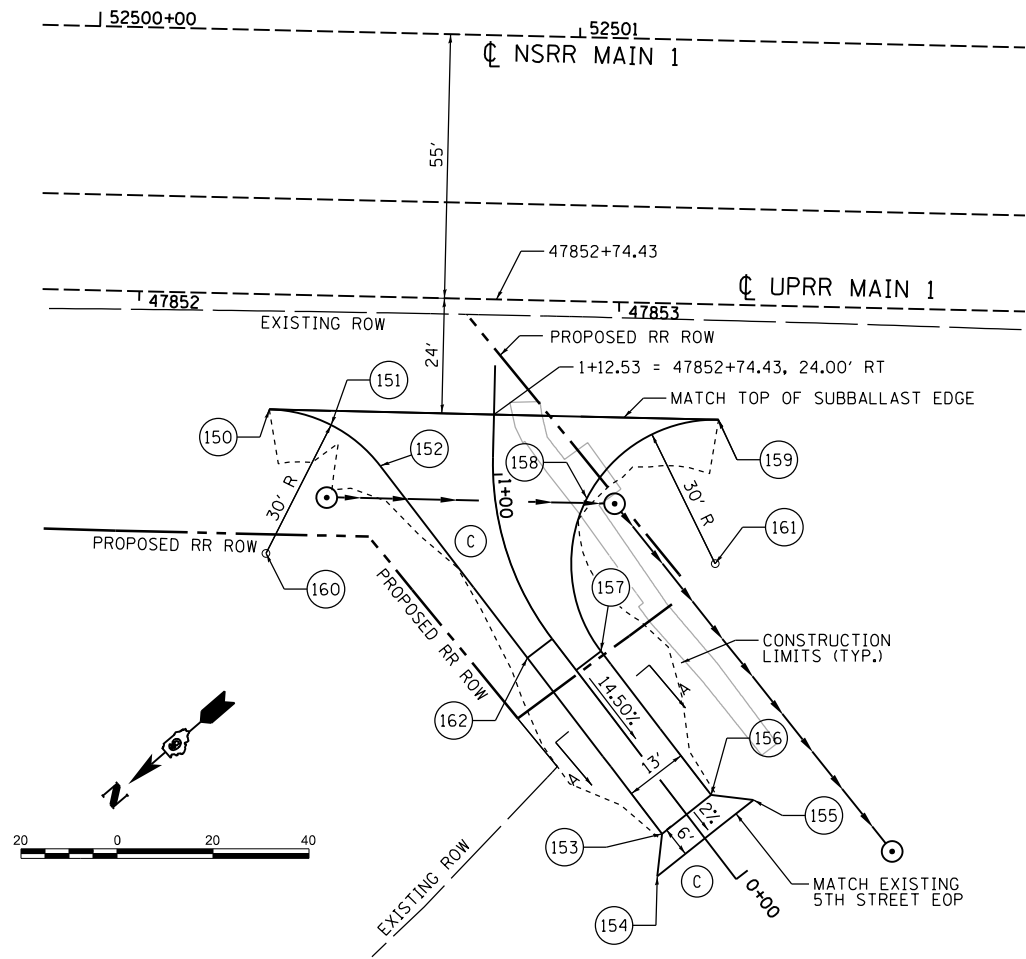 52500+00
52501
℄ NSRR MAIN 1
55'
47852+74.43
℄ UPRR MAIN 1
47852
47853
EXISTING ROW
PROPOSED RR ROW
24'
1+12.53 = 47852+74.43, 24.00' RT
MATCH TOP OF SUBBALLAST EDGE
151
150
152
158
159
30' R
1+00
30' R
161
PROPOSED RR ROW
C
160
PROPOSED RR ROW
157
CONSTRUCTION
LIMITS (TYP.)
14.50%
A
162
156
13'
A
155
2%
6'
153
C
0+00
MATCH EXISTING
5TH STREET EOP
154
EXISTING ROW
N
20 0 20 40